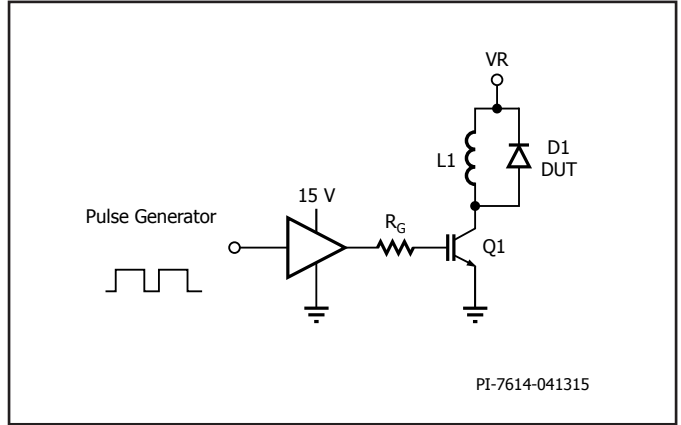 VR
L1
D1
DUT
15 V
Pulse Generator
RG
Q1
PI-7614-041315